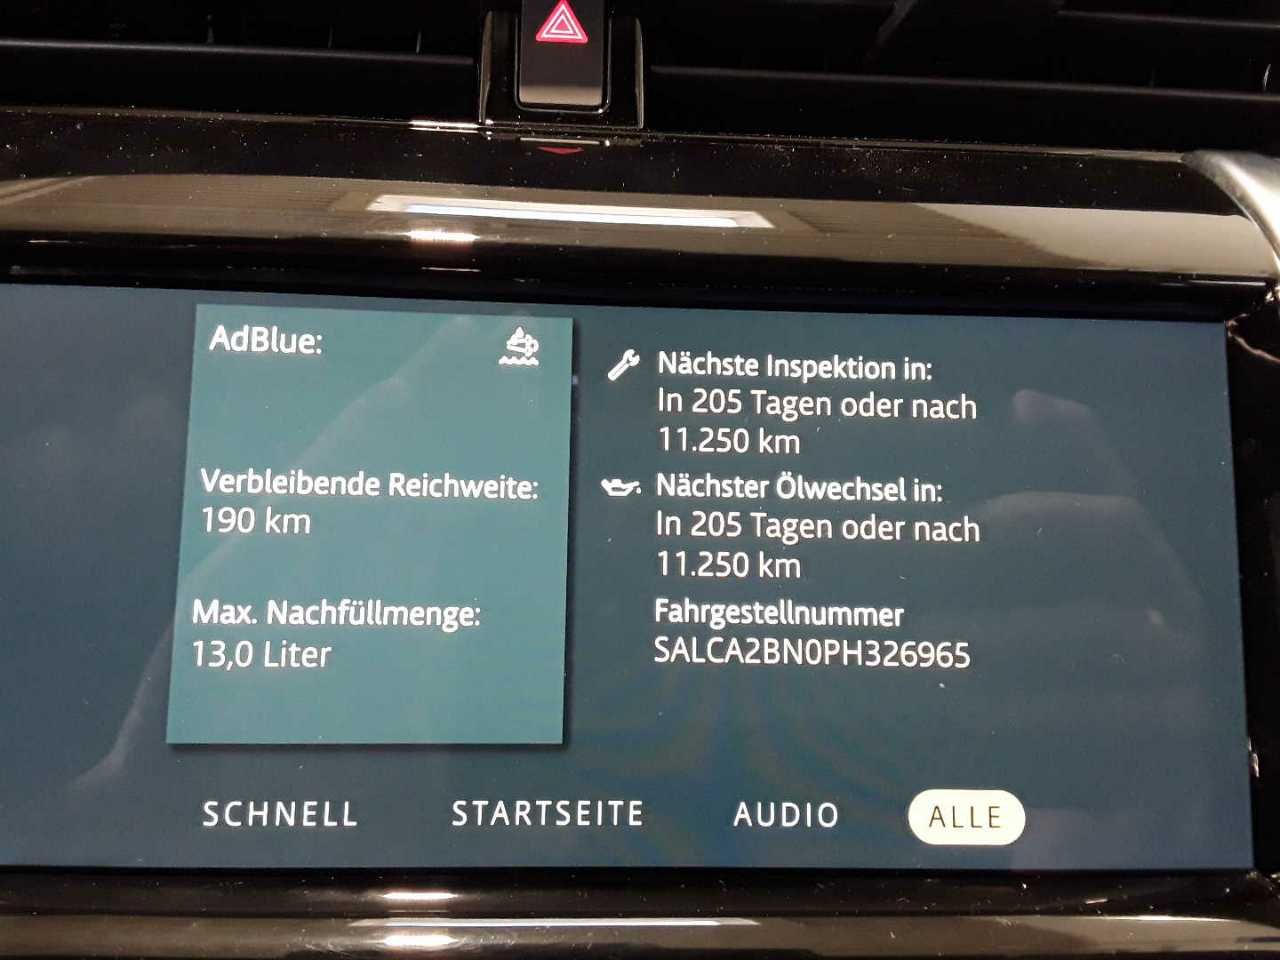 AdBlue:
Verbleibende Reichweite:
190 km
Max. Nachfüllmenge:
13,0 Liter
Nächste Inspektion in:
In 205 Tagen oder nach
11.250 km
Nächster Ölwechsel in:
In 205 Tagen oder nach
11.250 km
Fahrgestellnummer
SALCA2BN0PH326965
SCHNELL
STARTSEITE
AUDIO
ALLE